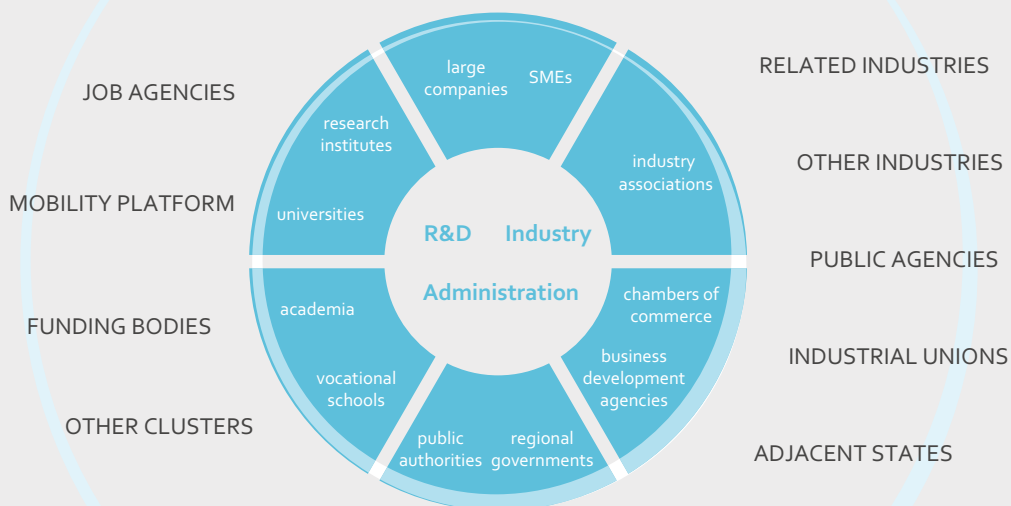 JOB AGENCIES
MOBILITY PLATFORM
FUNDING BODIES
OTHER CLUSTERS
large
companies
SMEs
research
institutes
universities
industry
associations
R&D Industry
Administration
academia
vocational
schools
chambers of
commerce
business
development
agencies
public
authorities
regional
governments
RELATED INDUSTRIES
OTHER INDUSTRIES
PUBLIC AGENCIES
INDUSTRIAL UNIONS
ADJACENT STATES